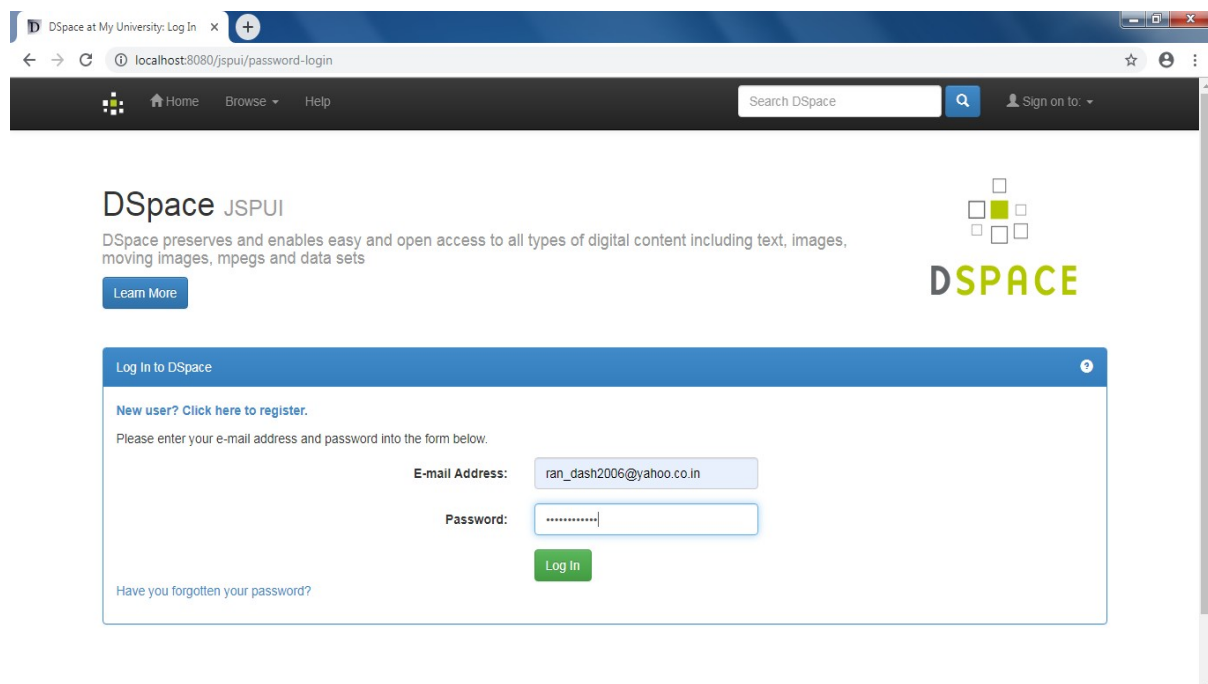 D DSpace at My University: Log In x +
localhost:8080/jspui/password-login
Home Browse Help Search DSpace Sign on to:
DSpace JSPUI
DSpace preserves and enables easy and open access to all types of digital content including text, images,
moving images, mpegs and data sets
Learn More
DSPACE
Log In to DSpace ?
New user? Click here to register.
Please enter your e-mail address and password into the form below.
E-mail Address: ran_dash2006@yahoo.co.in
Password: ••••••••••••
Log In
Have you forgotten your password?